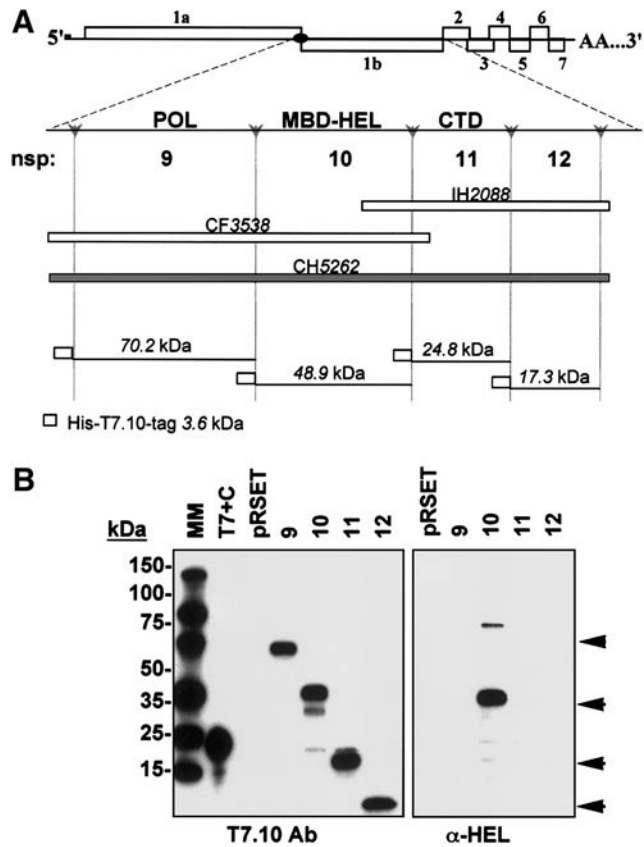 A
5'
1a
2 4 6
AA...3'
1b
3 5 7
POL MBD-HEL CTD
nsp: 9 10 11 12
IH2088
CF3538
CH5262
70.2 kDa
24.8 kDa
48.9 kDa
17.3 kDa
His-T7.10-tag 3.6 kDa
B
kDa
MM
T7+C
pRSET
9
10
11
12
pRSET
9
10
11
12
150-
100-
75-
50-
35-
25-
15-
T7.10 Ab
α-HEL